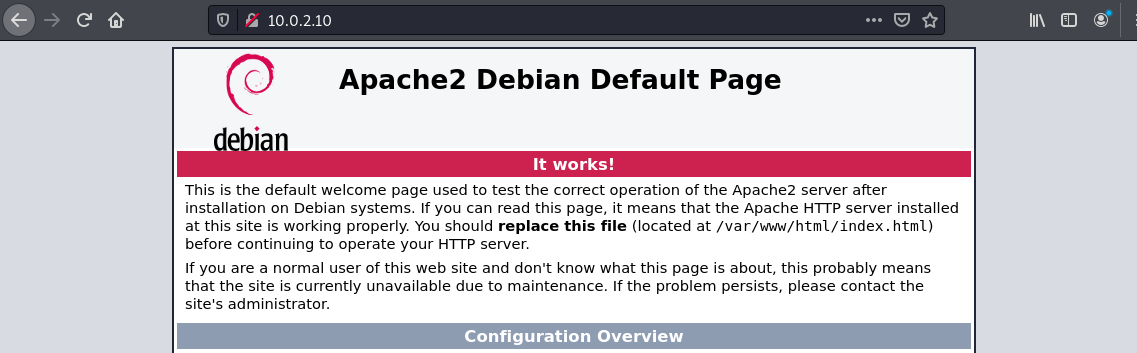 10.0.2.10
Apache2 Debian Default Page
debian
It works!
This is the default welcome page used to test the correct operation of the Apache2 server after
installation on Debian systems. If you can read this page, it means that the Apache HTTP server installed
at this site is working properly. You should replace this file (located at /var/www/html/index.html)
before continuing to operate your HTTP server.
If you are a normal user of this web site and don't know what this page is about, this probably means
that the site is currently unavailable due to maintenance. If the problem persists, please contact the
site's administrator.
Configuration Overview